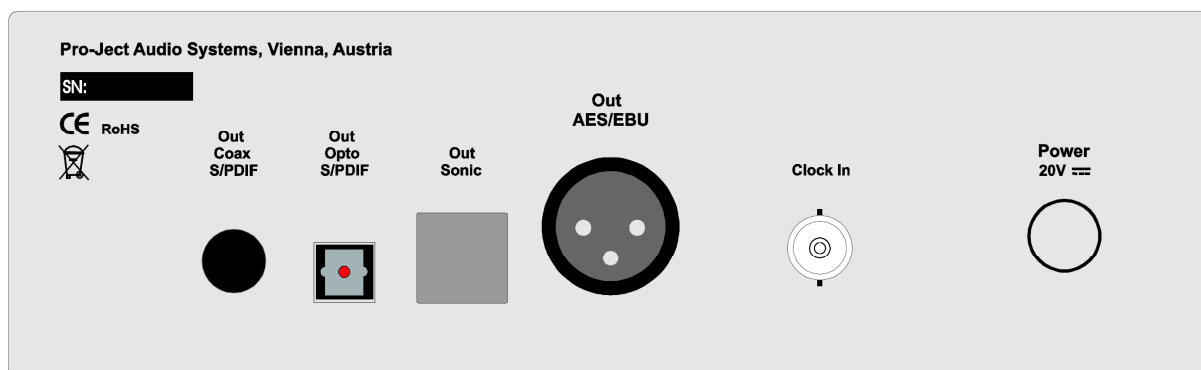 Pro-Ject Audio Systems, Vienna, Austria
SN:
CE RoHS
Out
Coax
S/PDIF
Out
Opto
S/PDIF
Out
Sonic
Out
AES/EBU
Clock In
Power
20V